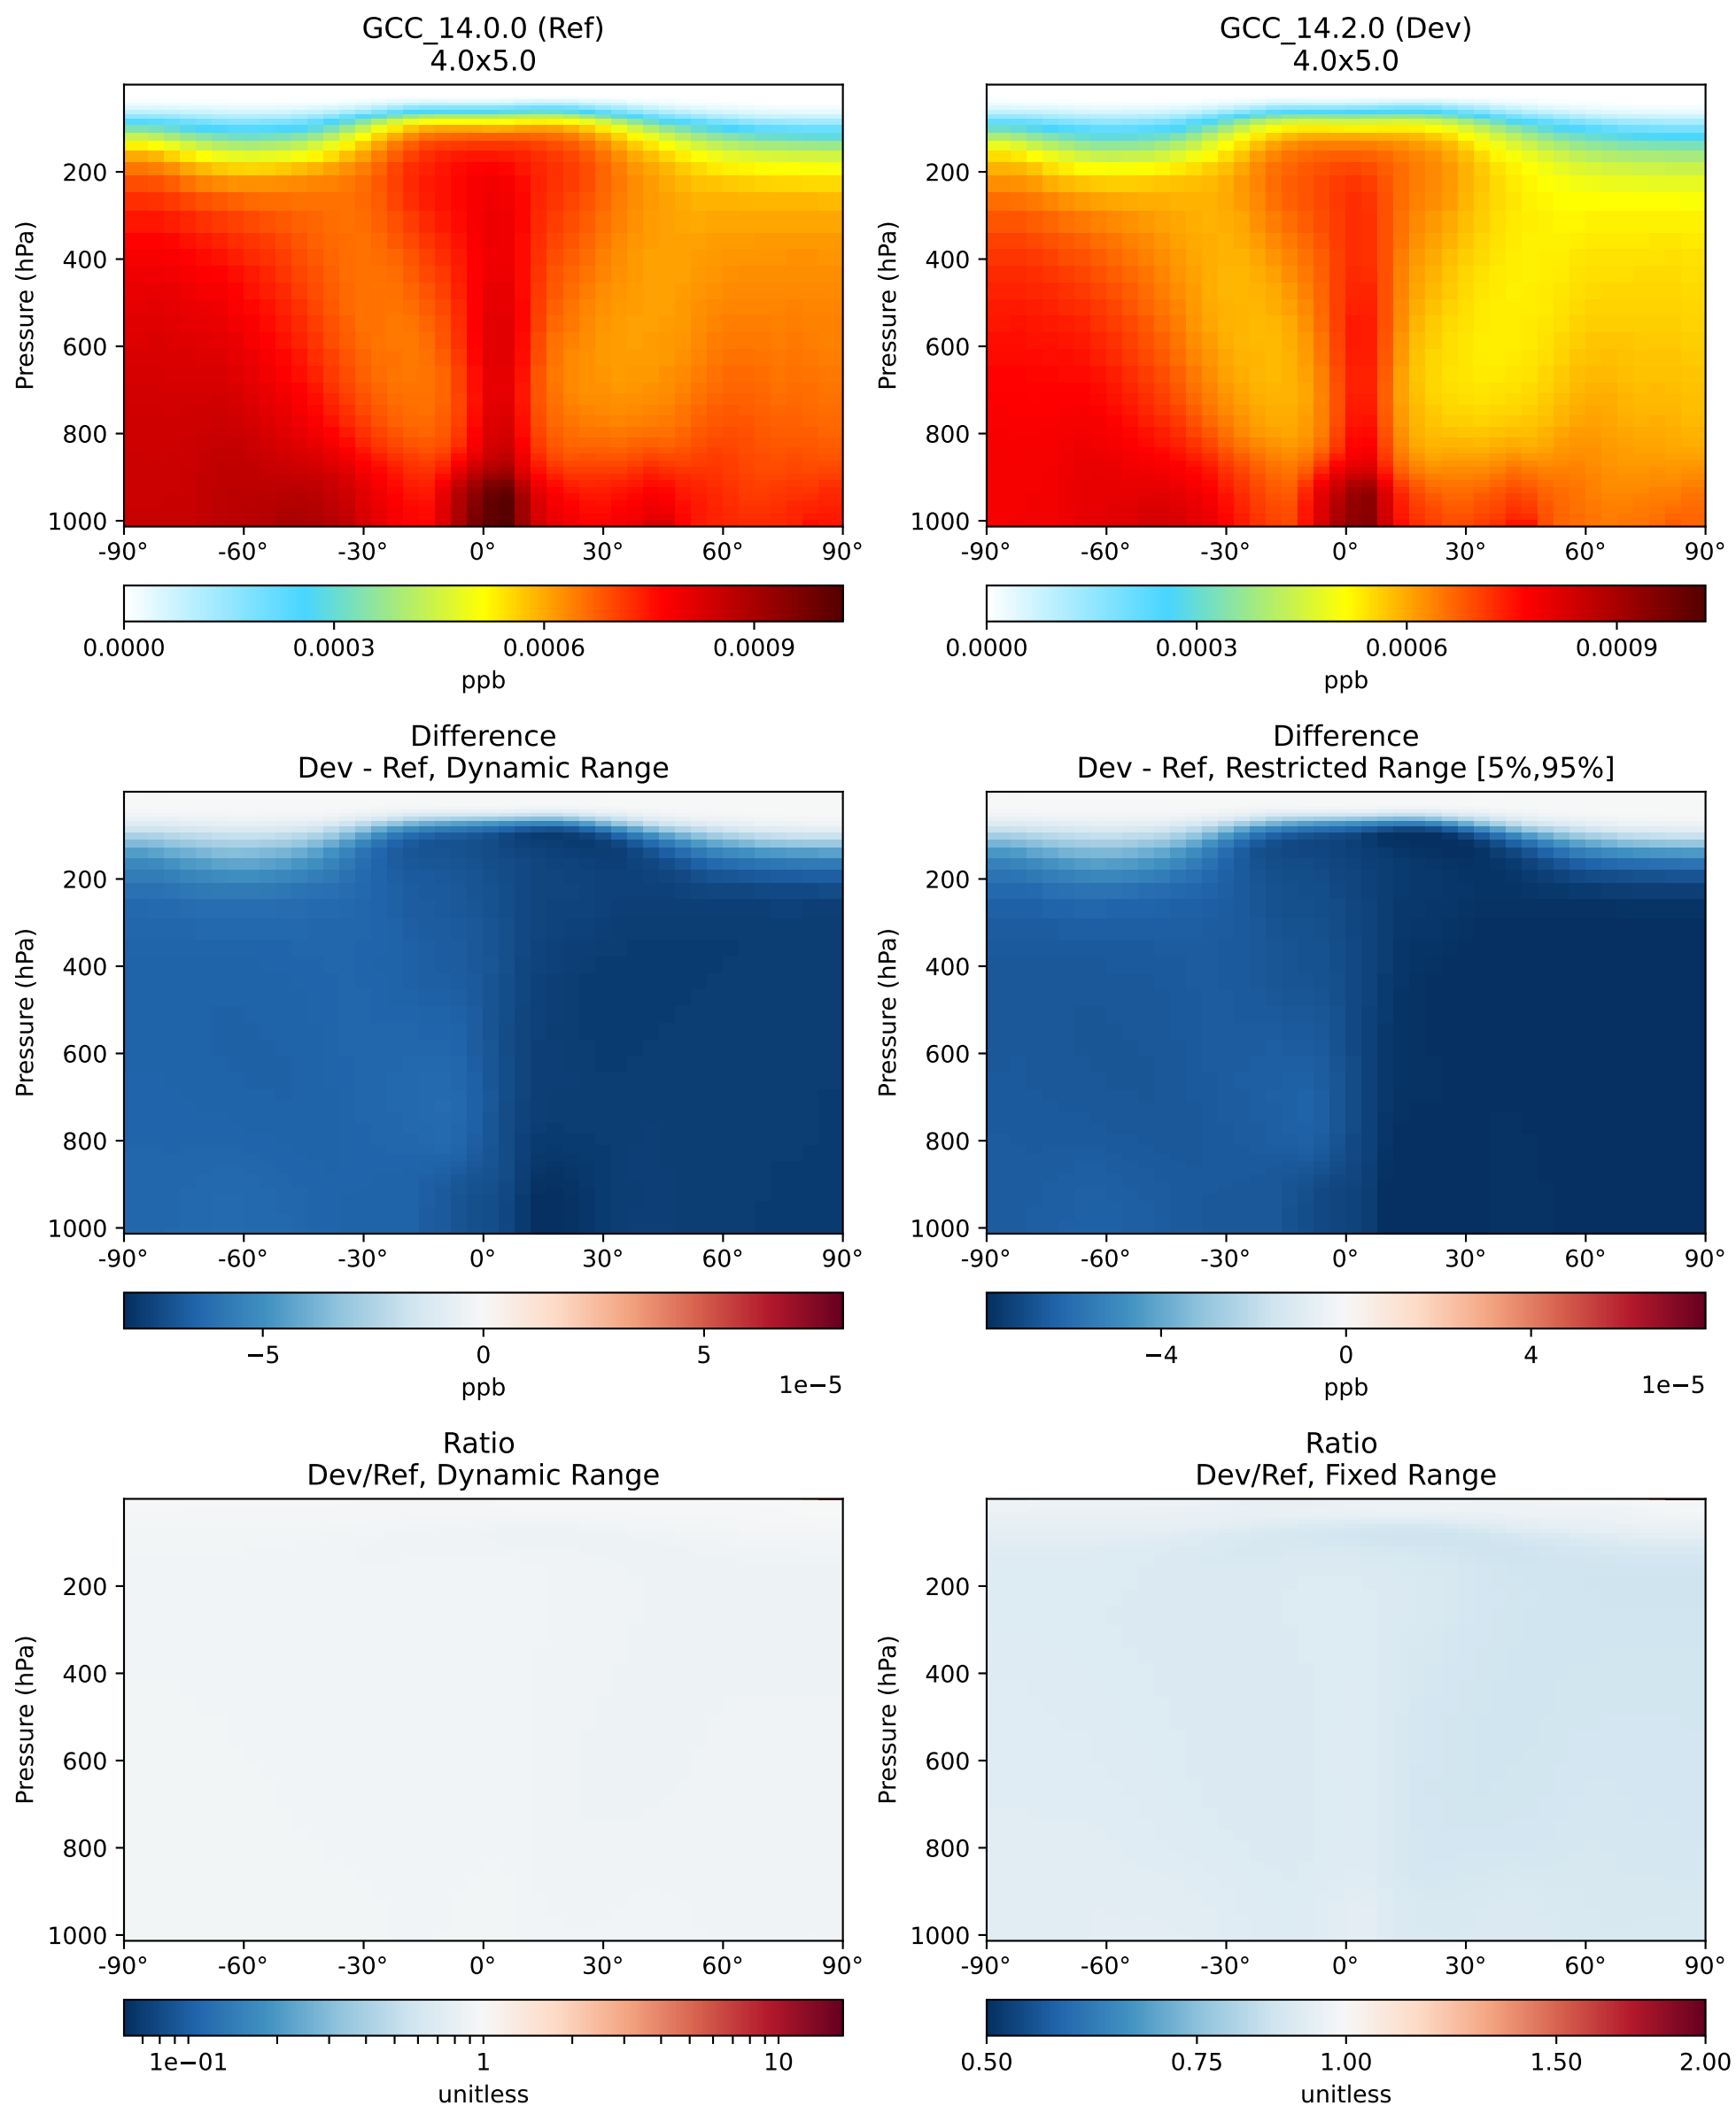 GCC_14.0.0 (Ref)
4.0x5.0
Pressure (hPa)
200
400
600
800
1000
-90° -60° -30° 0° 30° 60° 90°
0.0000 0.0003 0.0006 0.0009
ppb
GCC_14.2.0 (Dev)
4.0x5.0
Pressure (hPa)
200
400
600
800
1000
-90° -60° -30° 0° 30° 60° 90°
0.0000 0.0003 0.0006 0.0009
ppb
Difference
Dev - Ref, Dynamic Range
Pressure (hPa)
200
400
600
800
1000
-90° -60° -30° 0° 30° 60° 90°
−5 0 5
ppb
1e−5
Difference
Dev - Ref, Restricted Range [5%,95%]
Pressure (hPa)
200
400
600
800
1000
-90° -60° -30° 0° 30° 60° 90°
−4 0 4
ppb
1e−5
Ratio
Dev/Ref, Dynamic Range
Pressure (hPa)
200
400
600
800
1000
-90° -60° -30° 0° 30° 60° 90°
1e−01 1 10
unitless
Ratio
Dev/Ref, Fixed Range
Pressure (hPa)
200
400
600
800
1000
-90° -60° -30° 0° 30° 60° 90°
0.50 0.75 1.00 1.50 2.00
unitless